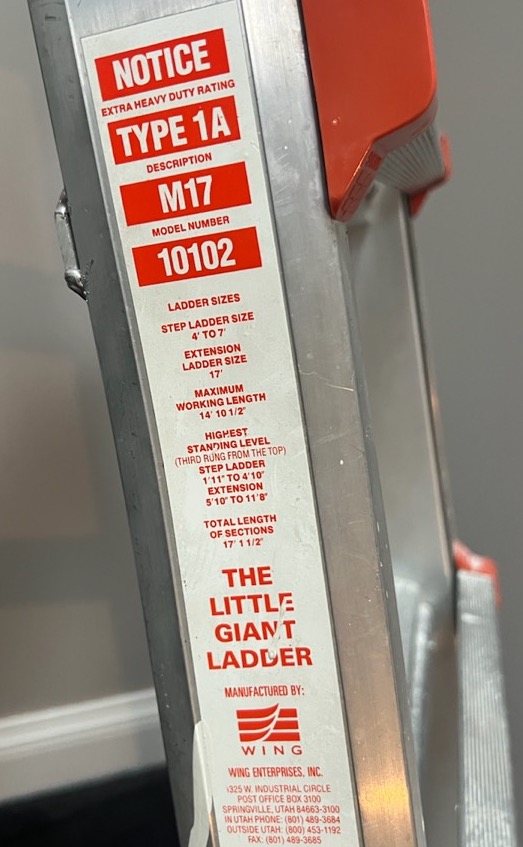 NOTICE
EXTRA HEAVY DUTY RATING
TYPE 1A
DESCRIPTION
M17
MODEL NUMBER
10102
LADDER SIZES
STEP LADDER SIZE
4' TO 7'
EXTENSION
LADDER SIZE
17'
MAXIMUM
WORKING LENGTH
14' 10 1/2"
HIGHEST
STANDING LEVEL
(THIRD RUNG FROM THE TOP)
STEP LADDER
1'11" TO 4'10"
EXTENSION
5'10" TO 11'8"
TOTAL LENGTH
OF SECTIONS
17' 1 1/2"
THE
LITTLE
GIANT
LADDER
MANUFACTURED BY:
WING
WING ENTERPRISES, INC.
1325 W. INDUSTRIAL CIRCLE
POST OFFICE BOX 3100
SPRINGVILLE, UTAH 84663-3100
IN UTAH PHONE: (801) 489-3684
OUTSIDE UTAH: (800) 453-1192
FAX: (801) 489-3685